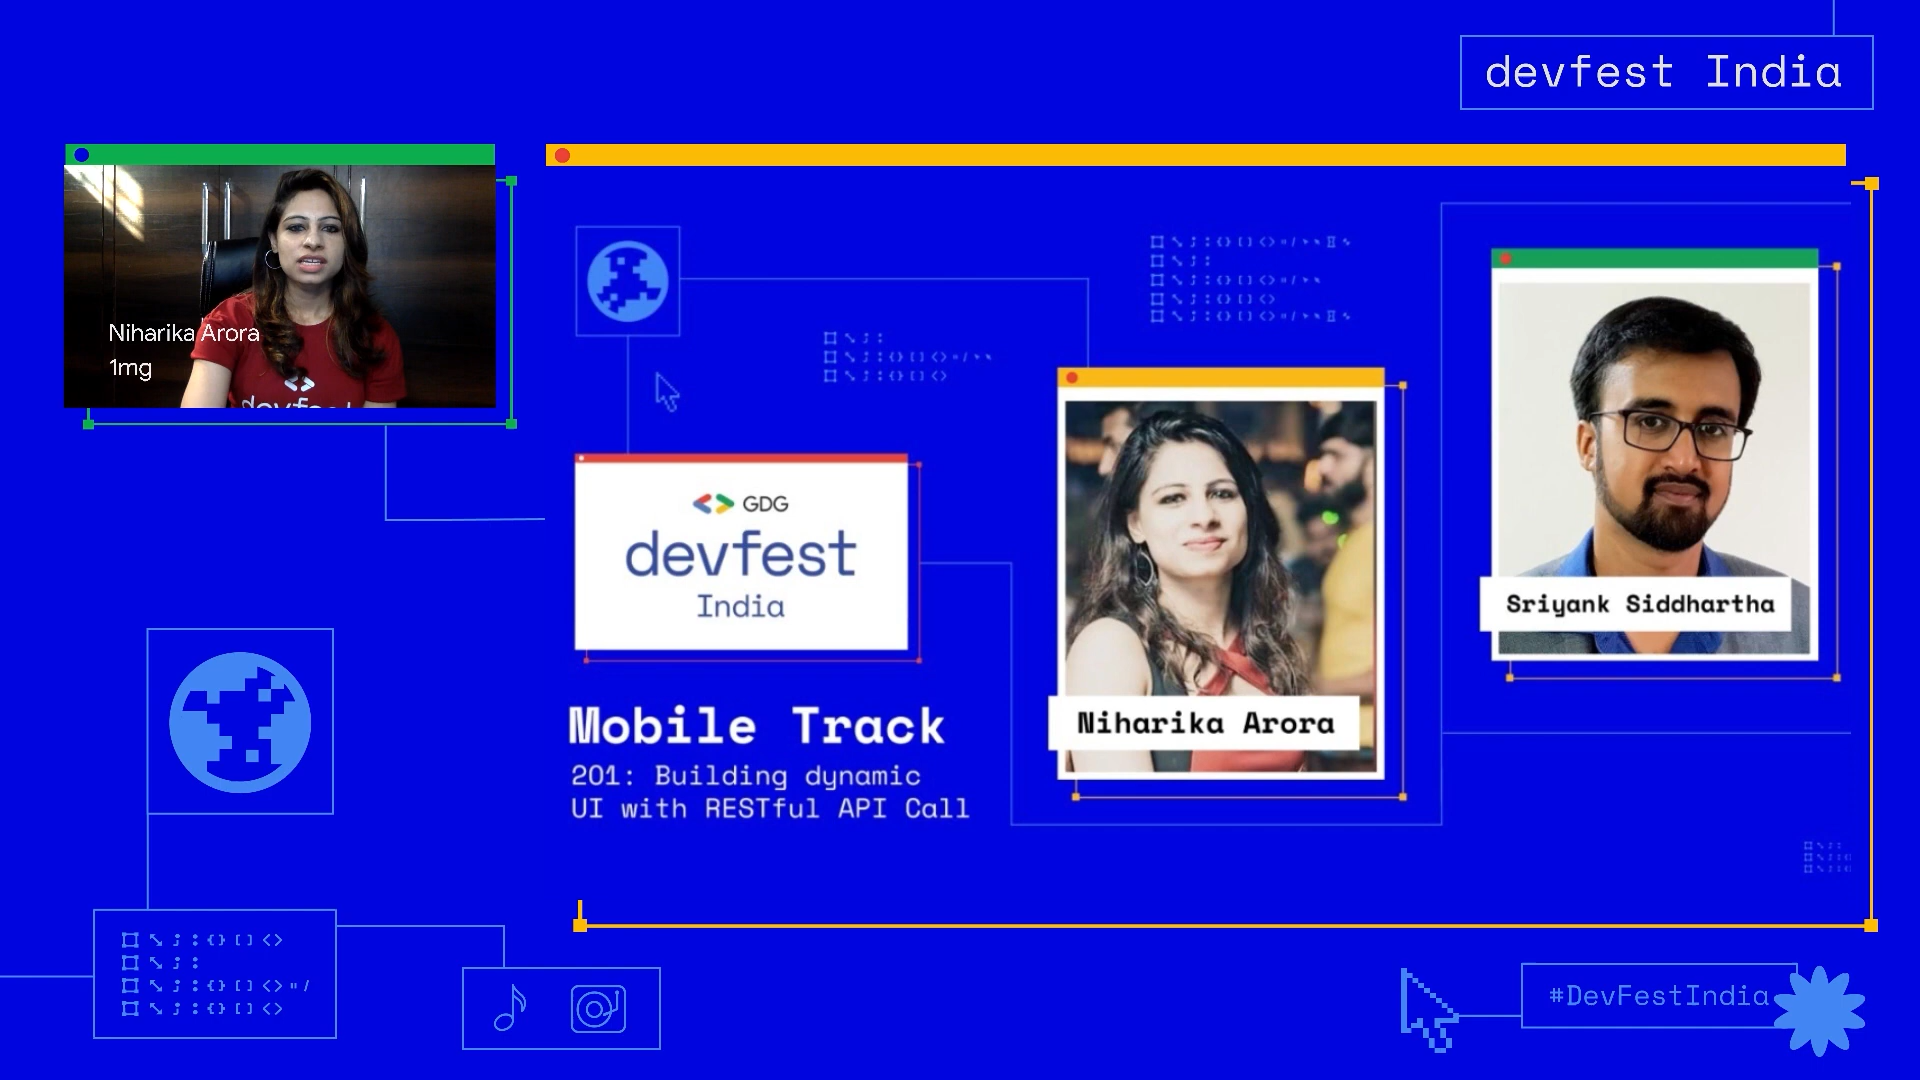 devfest India
Niharika Arora
1mg
devfest
GDG
devfest
India
Mobile Track
201: Building dynamic
UI with RESTful API Call
Niharika Arora
Sriyank Siddhartha
#DevFestIndia